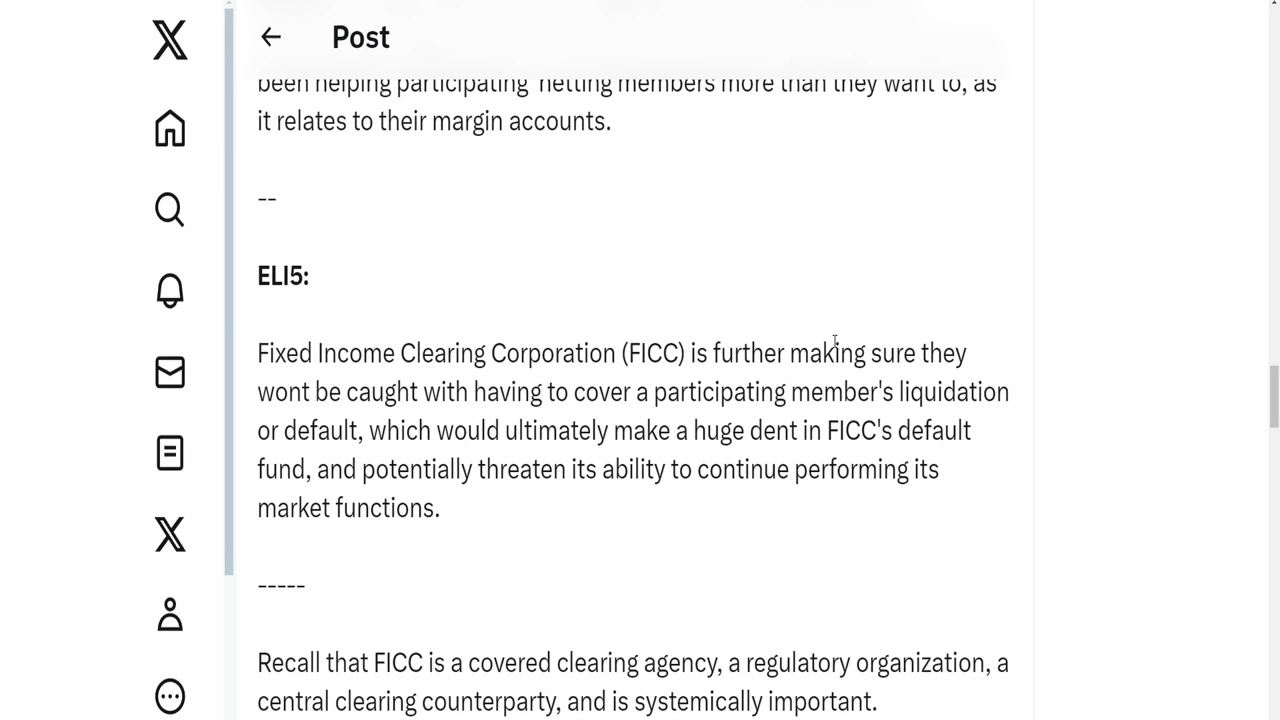 Post
been helping participating netting members more than they want to, as
it relates to their margin accounts.
--
ELI5:
Fixed Income Clearing Corporation (FICC) is further making sure they
wont be caught with having to cover a participating member's liquidation
or default, which would ultimately make a huge dent in FICC's default
fund, and potentially threaten its ability to continue performing its
market functions.
-----
Recall that FICC is a covered clearing agency, a regulatory organization, a
central clearing counterparty, and is systemically important.